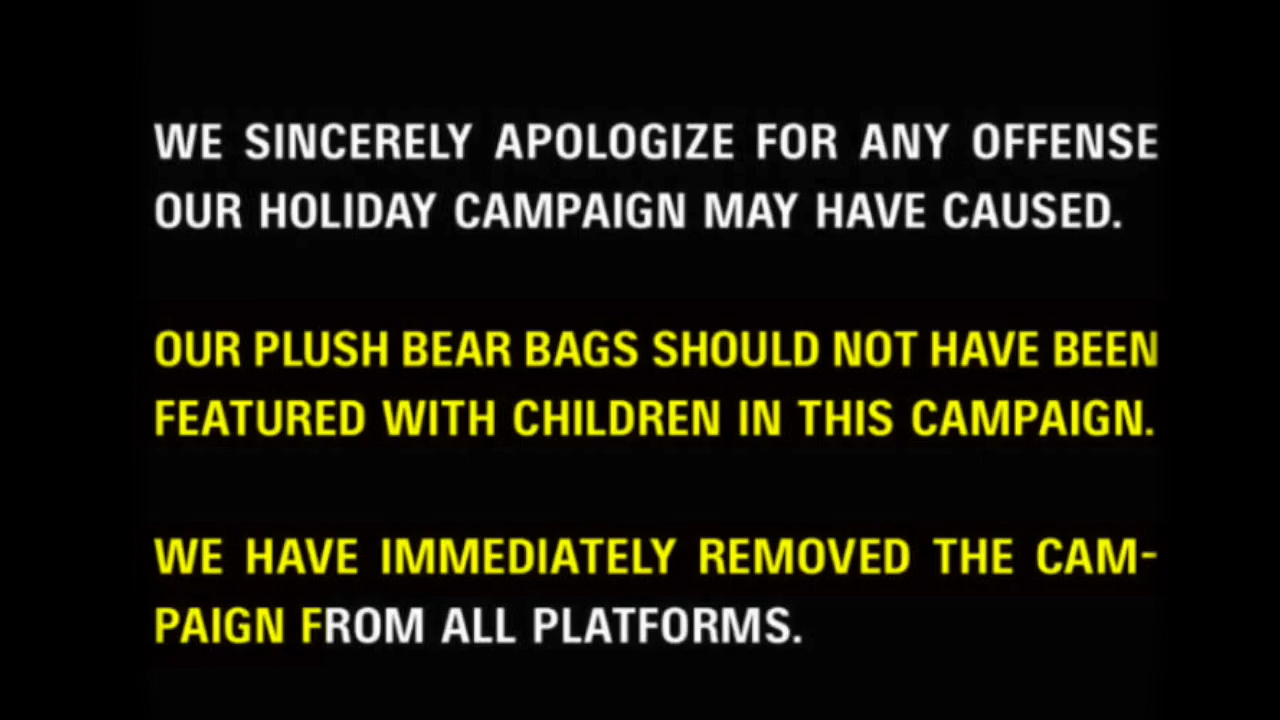 WE SINCERELY APOLOGIZE FOR ANY OFFENSE
OUR HOLIDAY CAMPAIGN MAY HAVE CAUSED.
OUR PLUSH BEAR BAGS SHOULD NOT HAVE BEEN
FEATURED WITH CHILDREN IN THIS CAMPAIGN.
WE HAVE IMMEDIATELY REMOVED THE CAM-
PAIGN FROM ALL PLATFORMS.